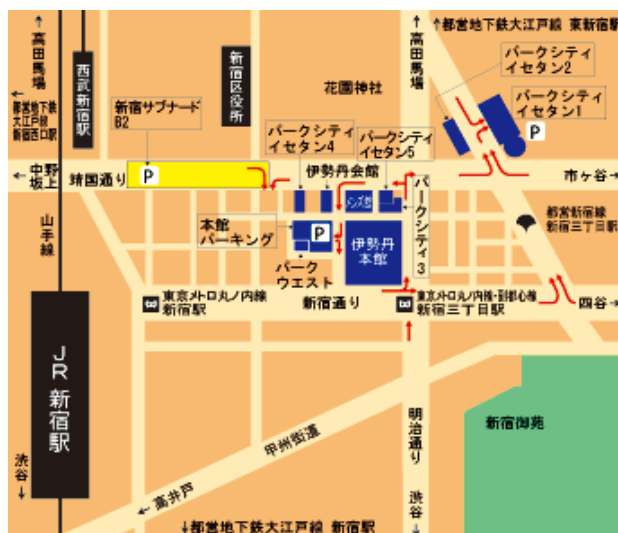 ↑都営地下鉄大江戸線 東新宿駅
↑高田馬場
↑高田馬場
西武新宿駅
新宿区役所
パークシティ
イセタン2
花園神社
パークシティ
イセタン1
P
←
都営地下鉄
大江戸線
新宿西口駅
新宿サブナード
B2
パークシティ
イセタン4
パークシティ
イセタン5
伊勢丹会館
←中野
坂上
靖国通り
P
市ヶ谷→
メンズ館
パークシティ3
山手線
本館
パーキング
P
伊勢丹
本館
都営新宿線
新宿三丁目駅
パーク
ウエスト
東京メトロ丸ノ内線
新宿駅
新宿通り
東京メトロ丸ノ内線・副都心線
新宿三丁目駅
四谷→
JR新宿駅
明治通り
新宿御苑
甲州街道
渋谷↓
←高井戸
渋谷↓
↓都営地下鉄大江戸線 新宿駅